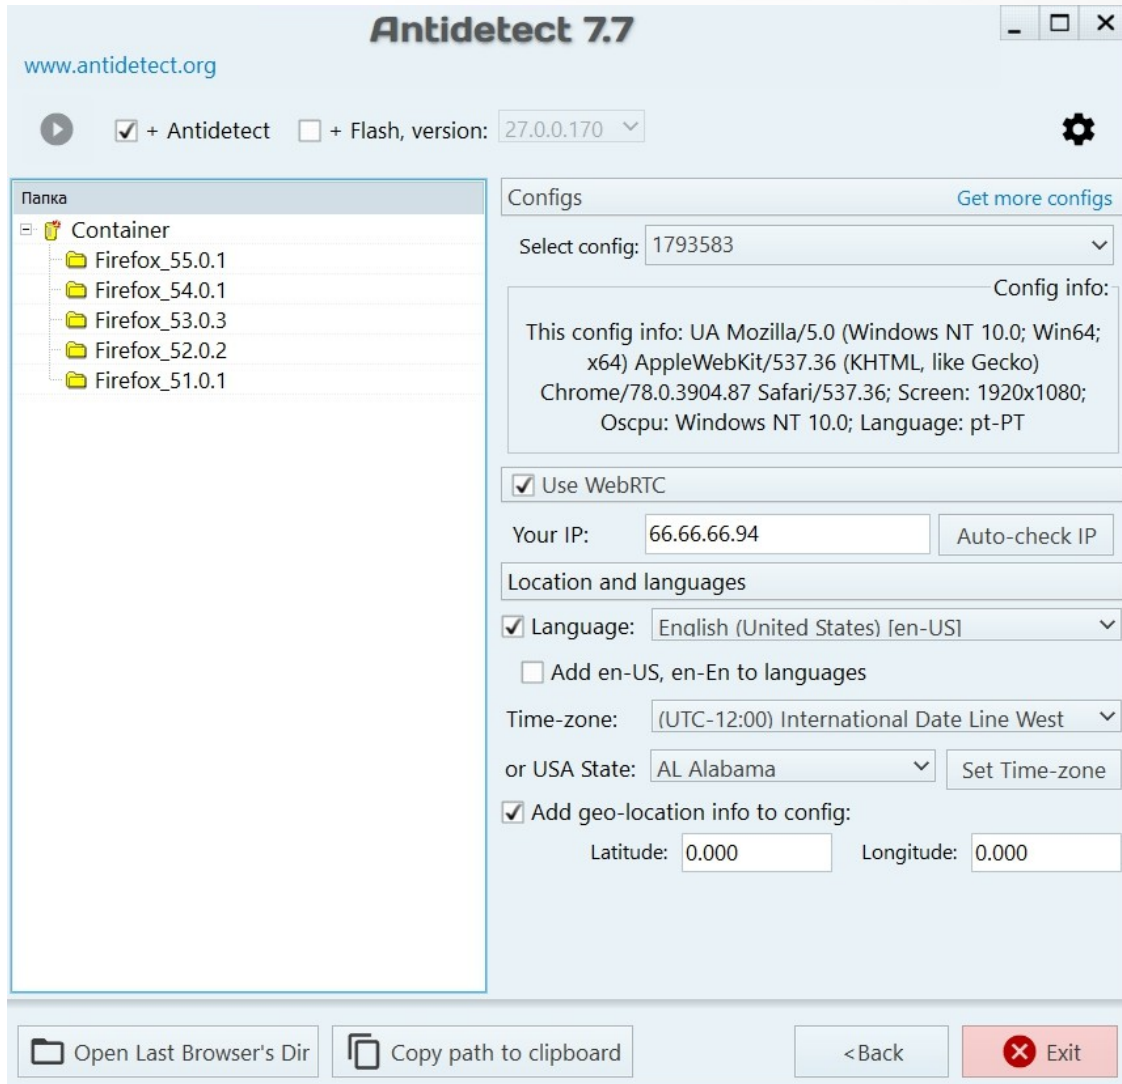 Antidetect 7.7
www.antidetect.org
+ Antidetect + Flash, version: 27.0.0.170
Папка
Container
Firefox_55.0.1
Firefox_54.0.1
Firefox_53.0.3
Firefox_52.0.2
Firefox_51.0.1
Configs Get more configs
Select config: 1793583
Config info:
This config info: UA Mozilla/5.0 (Windows NT 10.0; Win64;
x64) AppleWebKit/537.36 (KHTML, like Gecko)
Chrome/78.0.3904.87 Safari/537.36; Screen: 1920x1080;
Oscpu: Windows NT 10.0; Language: pt-PT
Use WebRTC
Your IP: 66.66.66.94 Auto-check IP
Location and languages
Language: English (United States) [en-US]
Add en-US, en-En to languages
Time-zone: (UTC-12:00) International Date Line West
or USA State: AL Alabama Set Time-zone
Add geo-location info to config:
Latitude: 0.000 Longitude: 0.000
Open Last Browser's Dir Copy path to clipboard <Back Exit